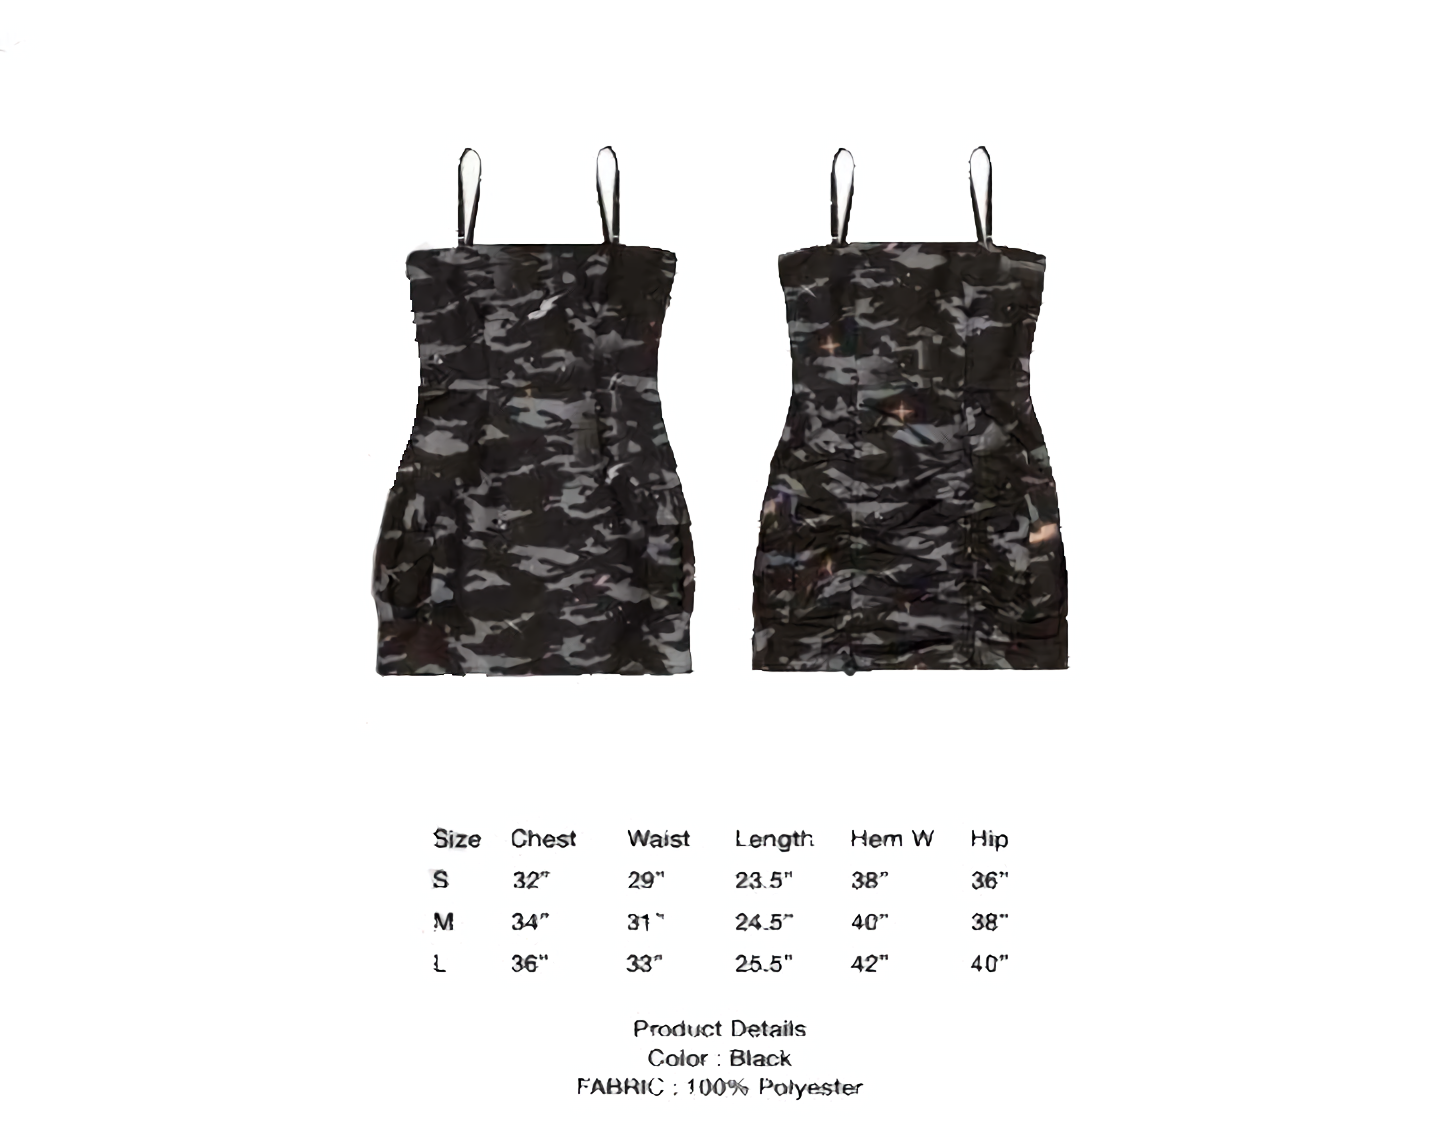 Size Chest Waist Length Hem W Hip
S 32" 29" 23.5" 38" 36"
M 34" 31" 24.5" 40" 38"
L 36" 33" 25.5" 42" 40"
Product Details
Color : Black
FABRIC : 100% Polyester